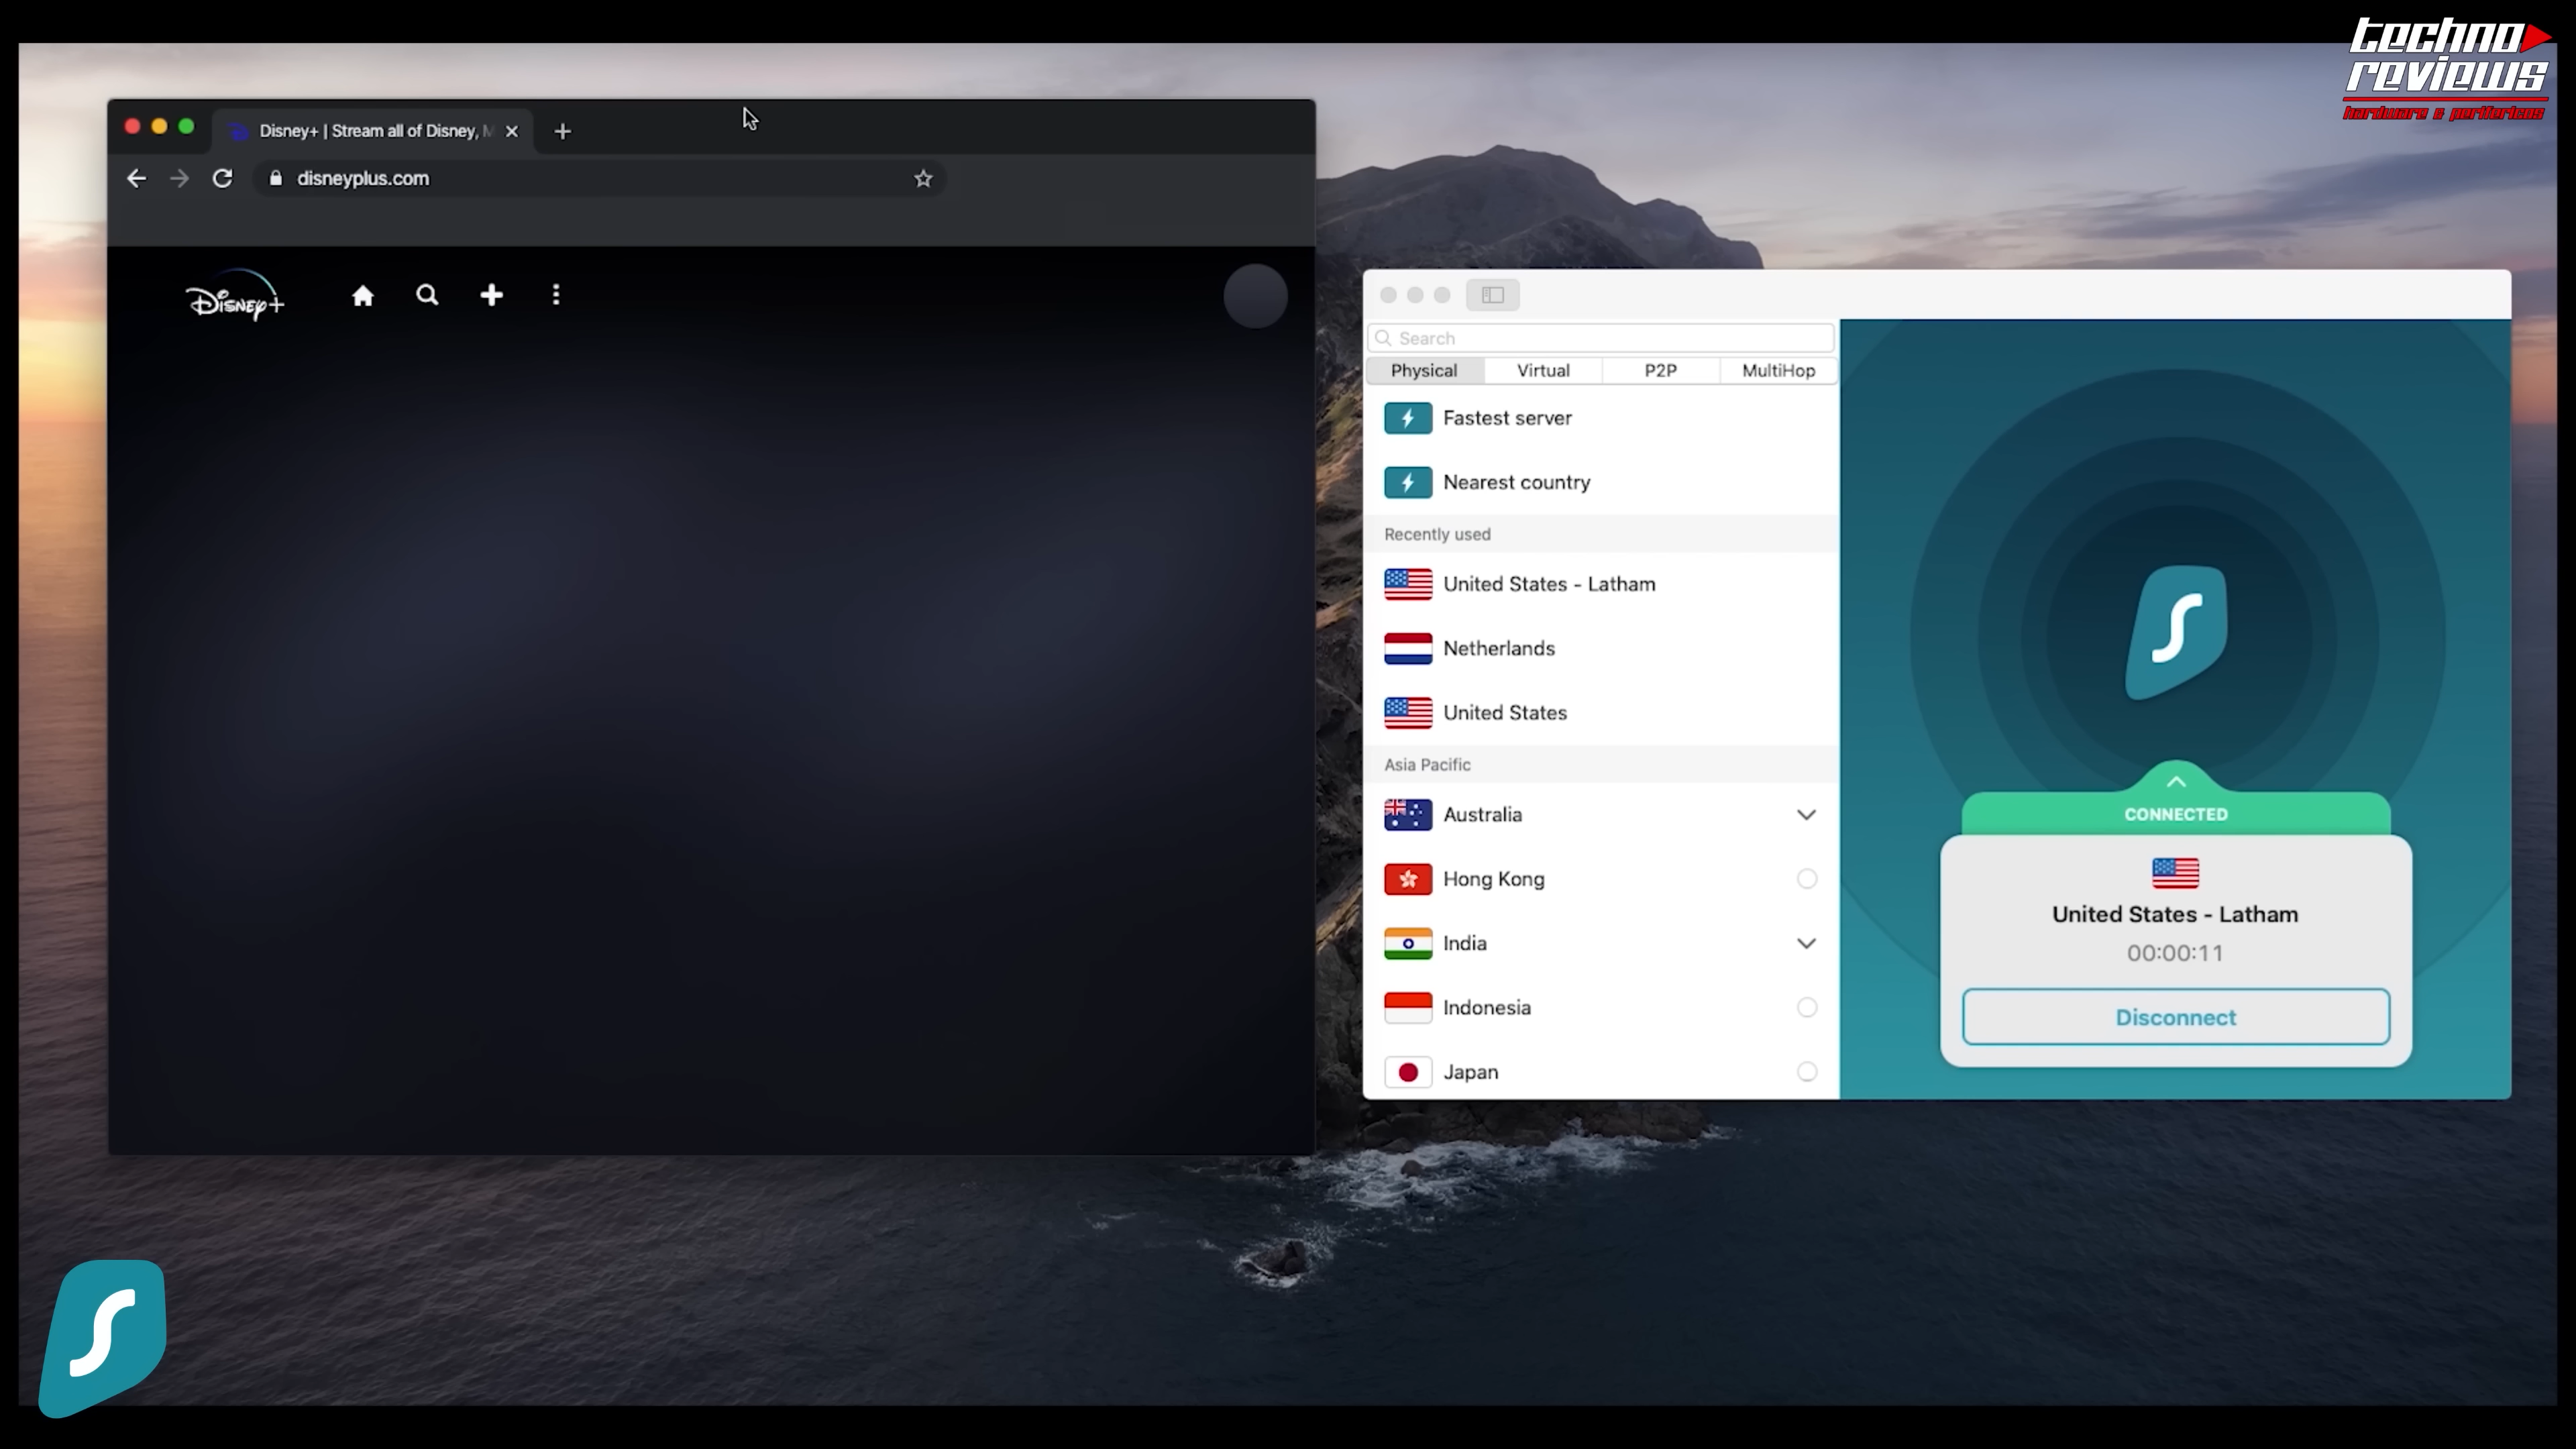 techno
reviews
hardware & perifericos
Disney+ | Stream all of Disney,
disneyplus.com
Disney+
Search
Physical
Virtual
P2P
MultiHop
Fastest server
Nearest country
Recently used
United States - Latham
Netherlands
United States
Asia Pacific
Australia
Hong Kong
India
Indonesia
Japan
CONNECTED
United States - Latham
00:00:11
Disconnect